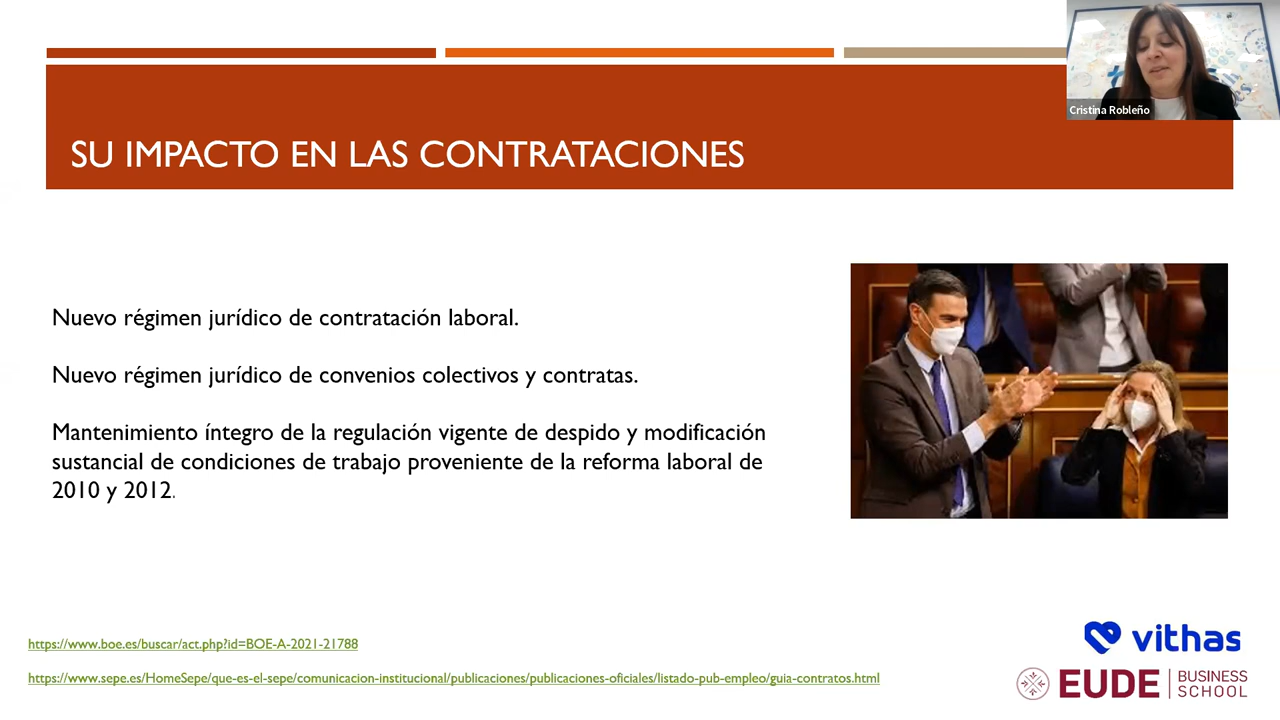 Cristina Robleño
SU IMPACTO EN LAS CONTRATACIONES
Nuevo régimen jurídico de contratación laboral.
Nuevo régimen jurídico de convenios colectivos y contratas.
Mantenimiento íntegro de la regulación vigente de despido y modificación
sustancial de condiciones de trabajo proveniente de la reforma laboral de
2010 y 2012.
https://www.boe.es/buscar/act.php?id=BOE-A-2021-21788
https://www.sepe.es/HomeSepe/que-es-el-sepe/comunicacion-institucional/publicaciones/publicaciones-oficiales/listado-pub-empleo/guia-contratos.html
vithas
EUDE BUSINESS
SCHOOL